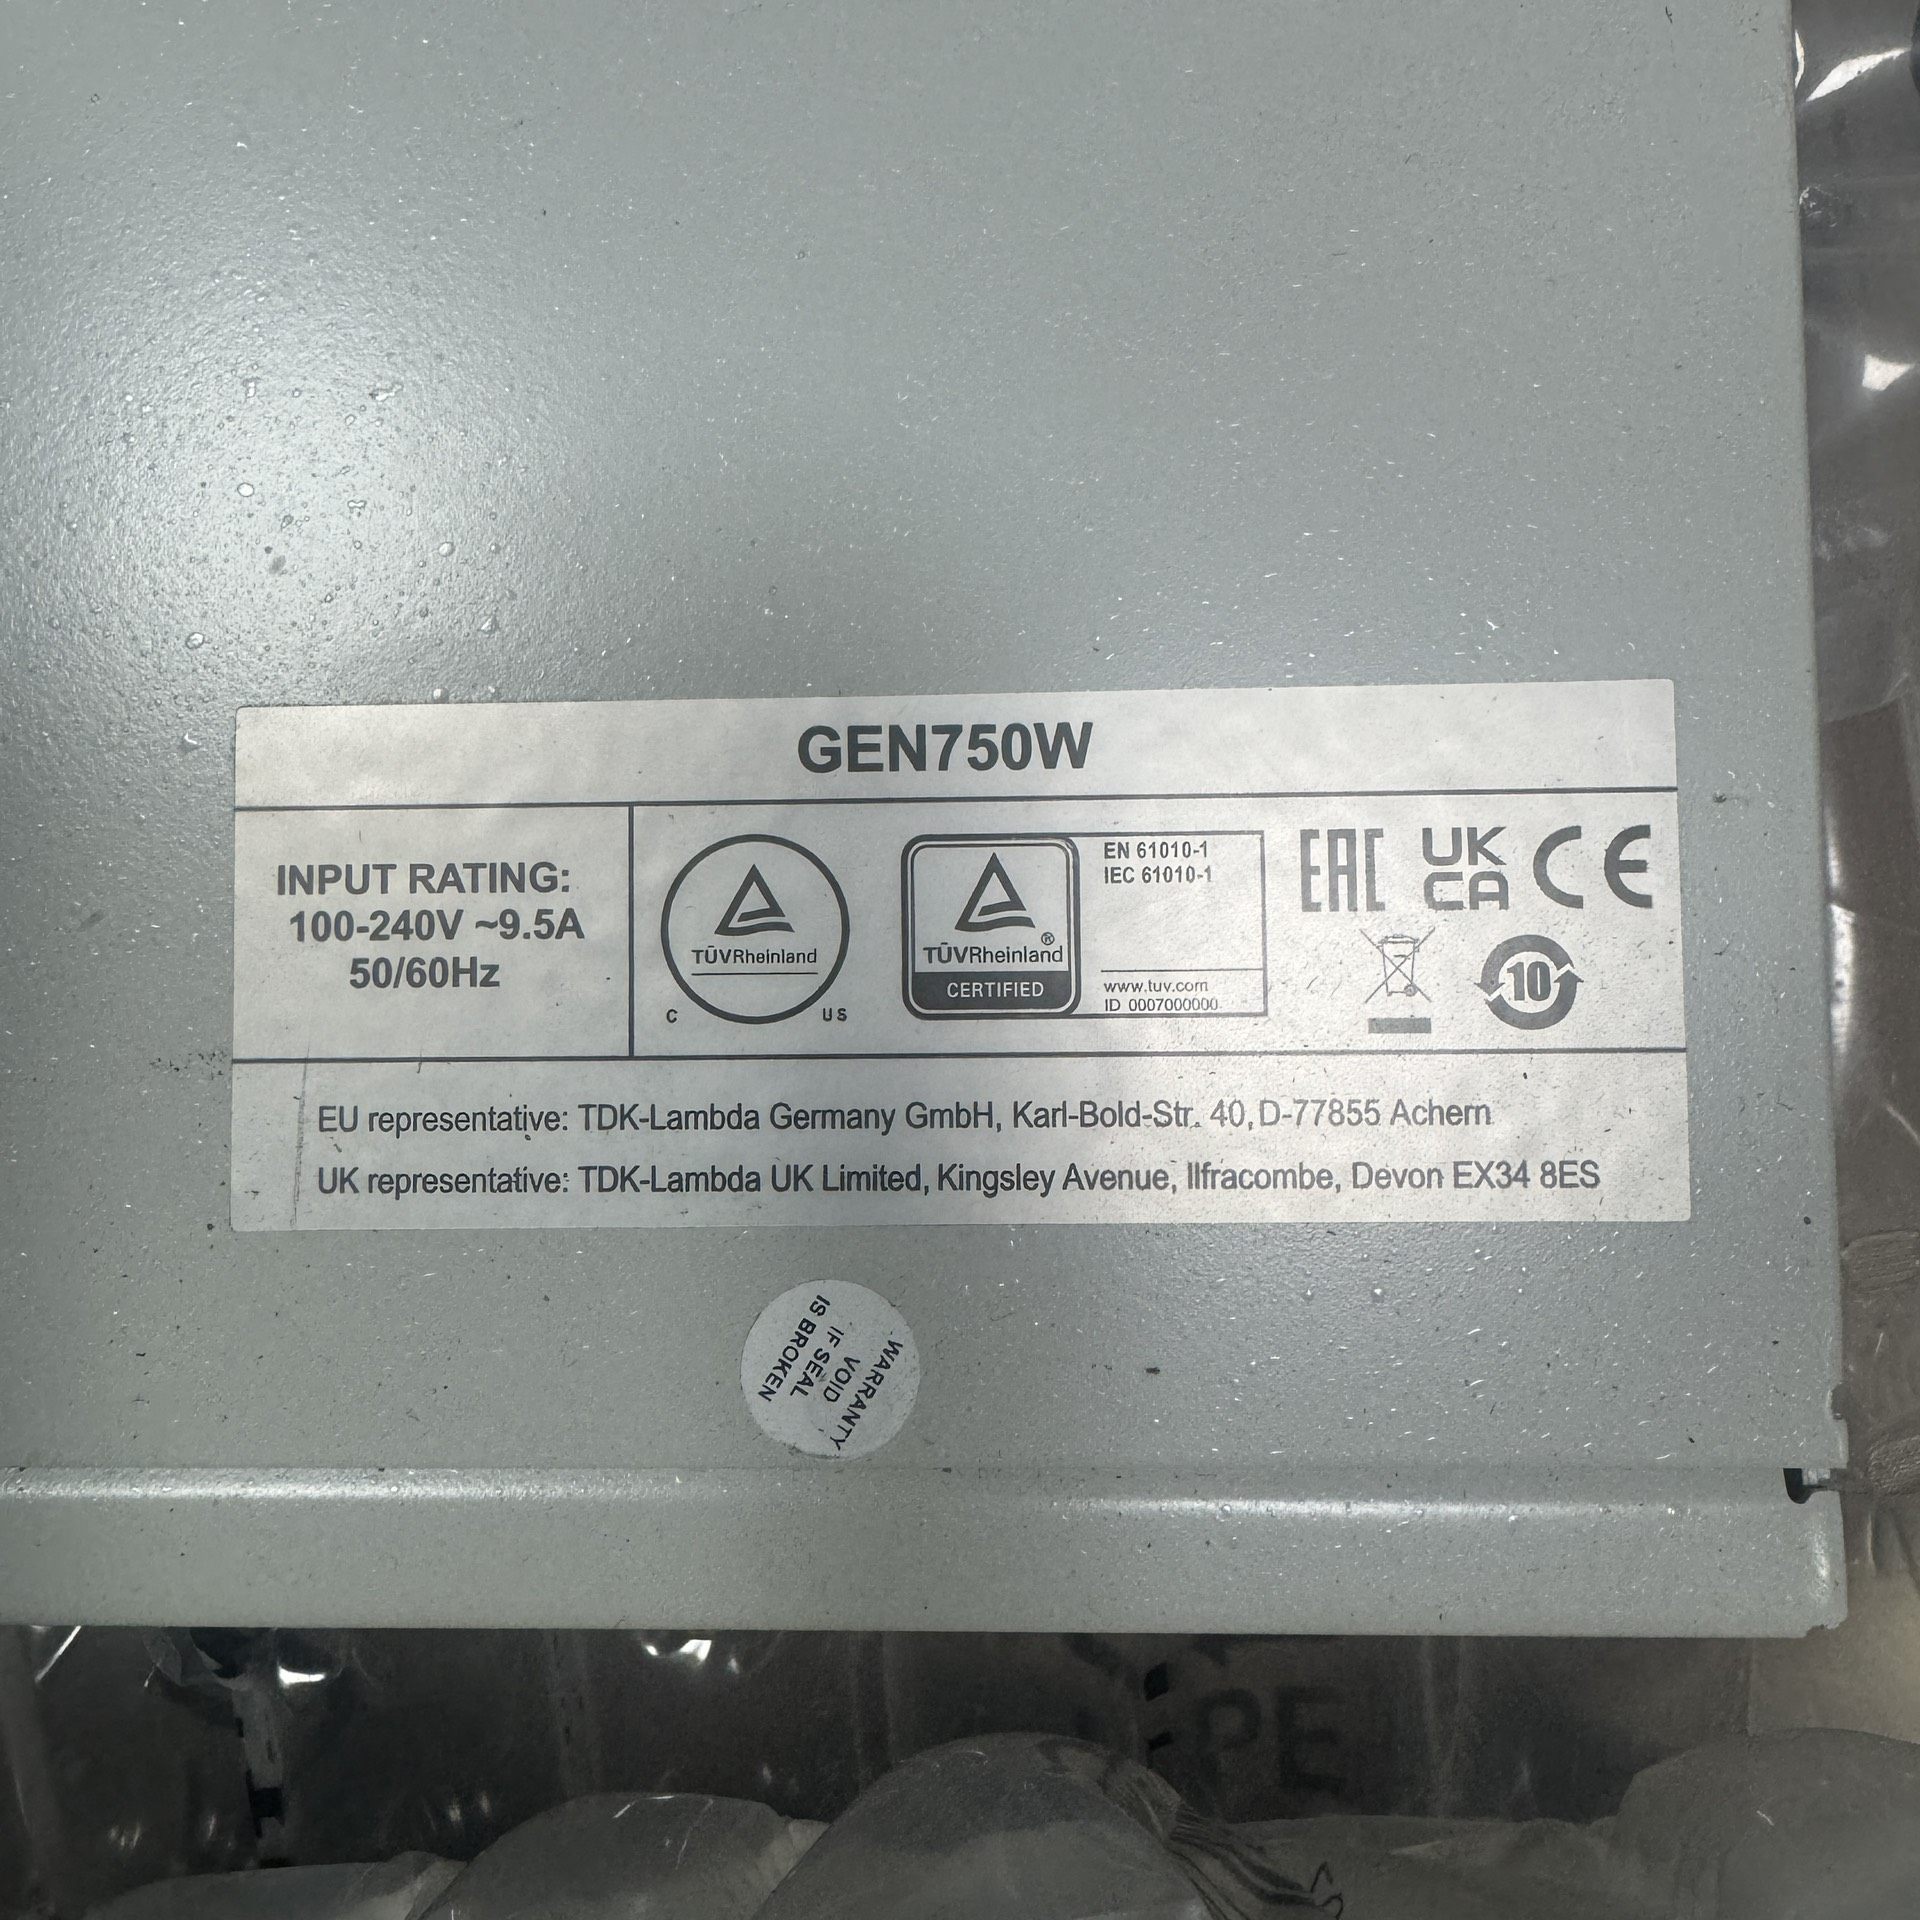 GEN750W
INPUT RATING:
100-240V ~9.5A
50/60Hz
TÜVRheinland
C US
TÜVRheinland®
CERTIFIED
EN 61010-1
IEC 61010-1
www.tuv.com
ID 0007000000
EAC
UK
CA
CE
10
EU representative: TDK-Lambda Germany GmbH, Karl-Bold-Str. 40, D-77855 Achern
UK representative: TDK-Lambda UK Limited, Kingsley Avenue, Ilfracombe, Devon EX34 8ES
WARRANTY
VOID
IF SEAL
IS BROKEN
PE